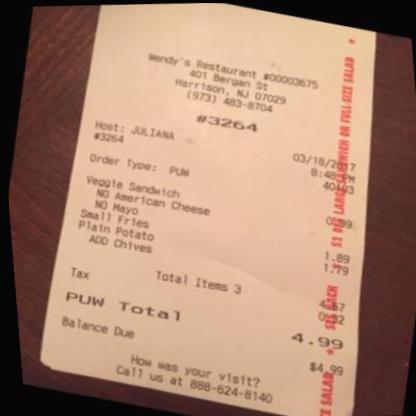 Wendy's Restaurant #00003675
401 Bergan St
Harrison, NJ 07029
(973) 483-8704
#3264
Host: JULIANA
03/18/2017
#3264
8:48 PM
Order Type: PUW
40103
Veggie Sandwich
NO American Cheese
NO Mayo
0.99
Small Fries
1.89
Plain Potato
1.79
ADD Chives
Total Items 3
4.67
Tax
0.32
PUW Total
4.99
Balance Due
$4.99
How was your visit?
Call us at 888-624-8140
SANDWICH OR FULL-SIZE SALAD
$1 OFF LARGE
SEE BACK
SALAD